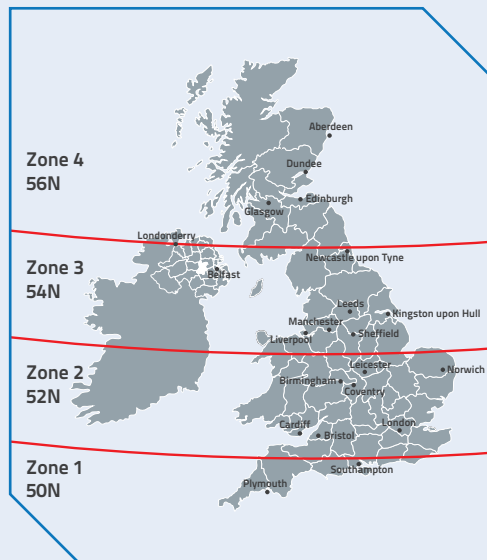 Aberdeen
Zone 4
56N
Dundee
Edinburgh
Glasgow
Londonderry
Newcastle upon Tyne
Zone 3
54N
Belfast
Leeds
Kingston upon Hull
Manchester
Sheffield
Liverpool
Zone 2
52N
Leicester
Norwich
Birmingham
Coventry
Cardiff
London
Bristol
Zone 1
50N
Southampton
Plymouth